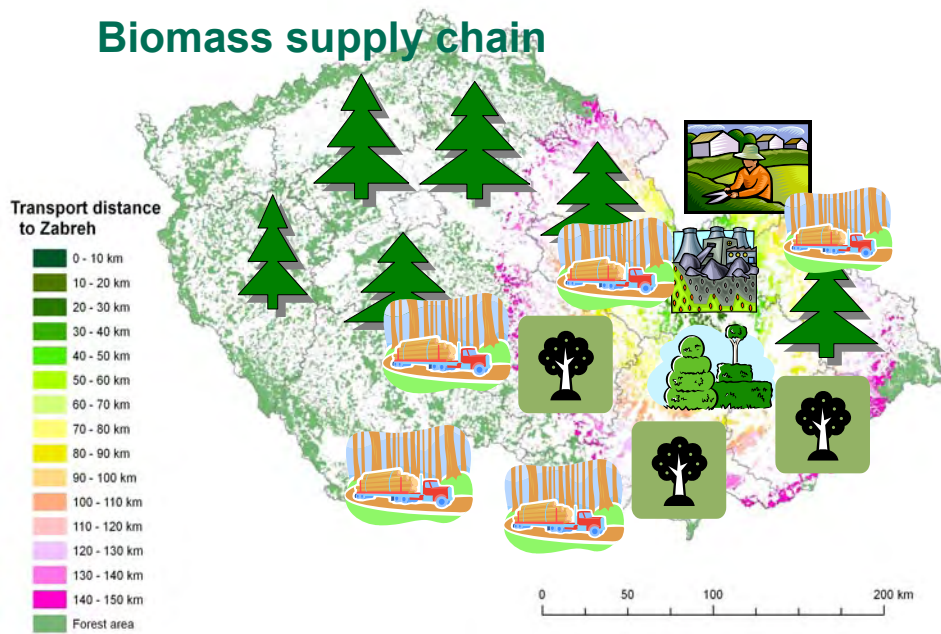 Biomass supply chain
Transport distance
to Zabreh
0 - 10 km
10 - 20 km
20 - 30 km
30 - 40 km
40 - 50 km
50 - 60 km
60 - 70 km
70 - 80 km
80 - 90 km
90 - 100 km
100 - 110 km
110 - 120 km
120 - 130 km
130 - 140 km
140 - 150 km
Forest area
0 50 100 200 km